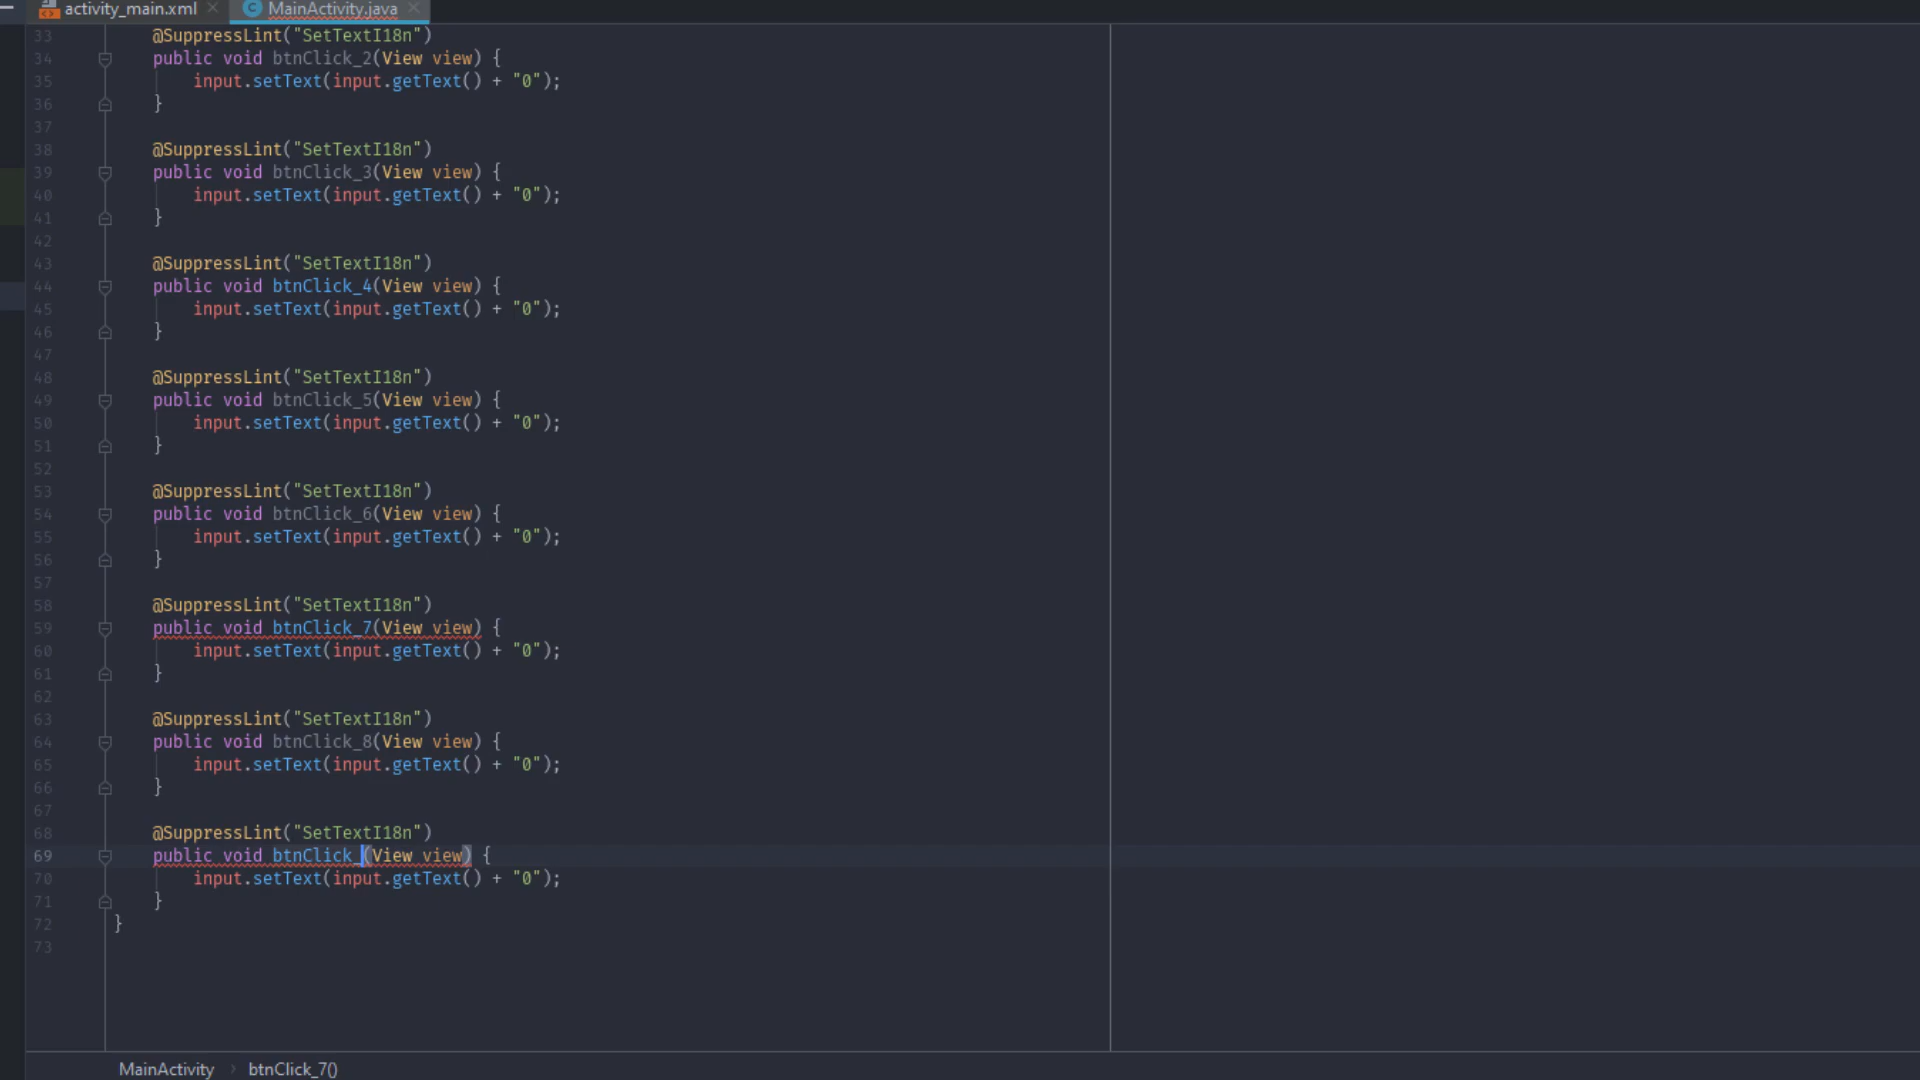 activity_main.xml MainActivity.java
33 @SuppressLint("SetTextI18n")
34 public void btnClick_2(View view) {
35 input.setText(input.getText() + "0");
36 }
37
38 @SuppressLint("SetTextI18n")
39 public void btnClick_3(View view) {
40 input.setText(input.getText() + "0");
41 }
42
43 @SuppressLint("SetTextI18n")
44 public void btnClick_4(View view) {
45 input.setText(input.getText() + "0");
46 }
47
48 @SuppressLint("SetTextI18n")
49 public void btnClick_5(View view) {
50 input.setText(input.getText() + "0");
51 }
52
53 @SuppressLint("SetTextI18n")
54 public void btnClick_6(View view) {
55 input.setText(input.getText() + "0");
56 }
57
58 @SuppressLint("SetTextI18n")
59 public void btnClick_7(View view) {
60 input.setText(input.getText() + "0");
61 }
62
63 @SuppressLint("SetTextI18n")
64 public void btnClick_8(View view) {
65 input.setText(input.getText() + "0");
66 }
67
68 @SuppressLint("SetTextI18n")
69 public void btnClick_(View view) {
70 input.setText(input.getText() + "0");
71 }
72 }
73
MainActivity › btnClick_7()